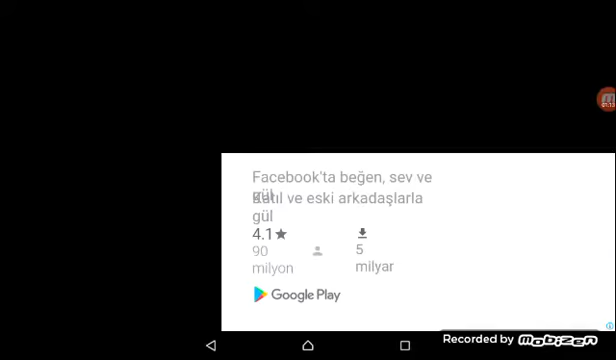 Facebook'ta beğen, sev ve
gül
Katıl ve eski arkadaşlarla
gül
4.1★
90
milyon
5
milyar
Google Play
Recorded by mobizen